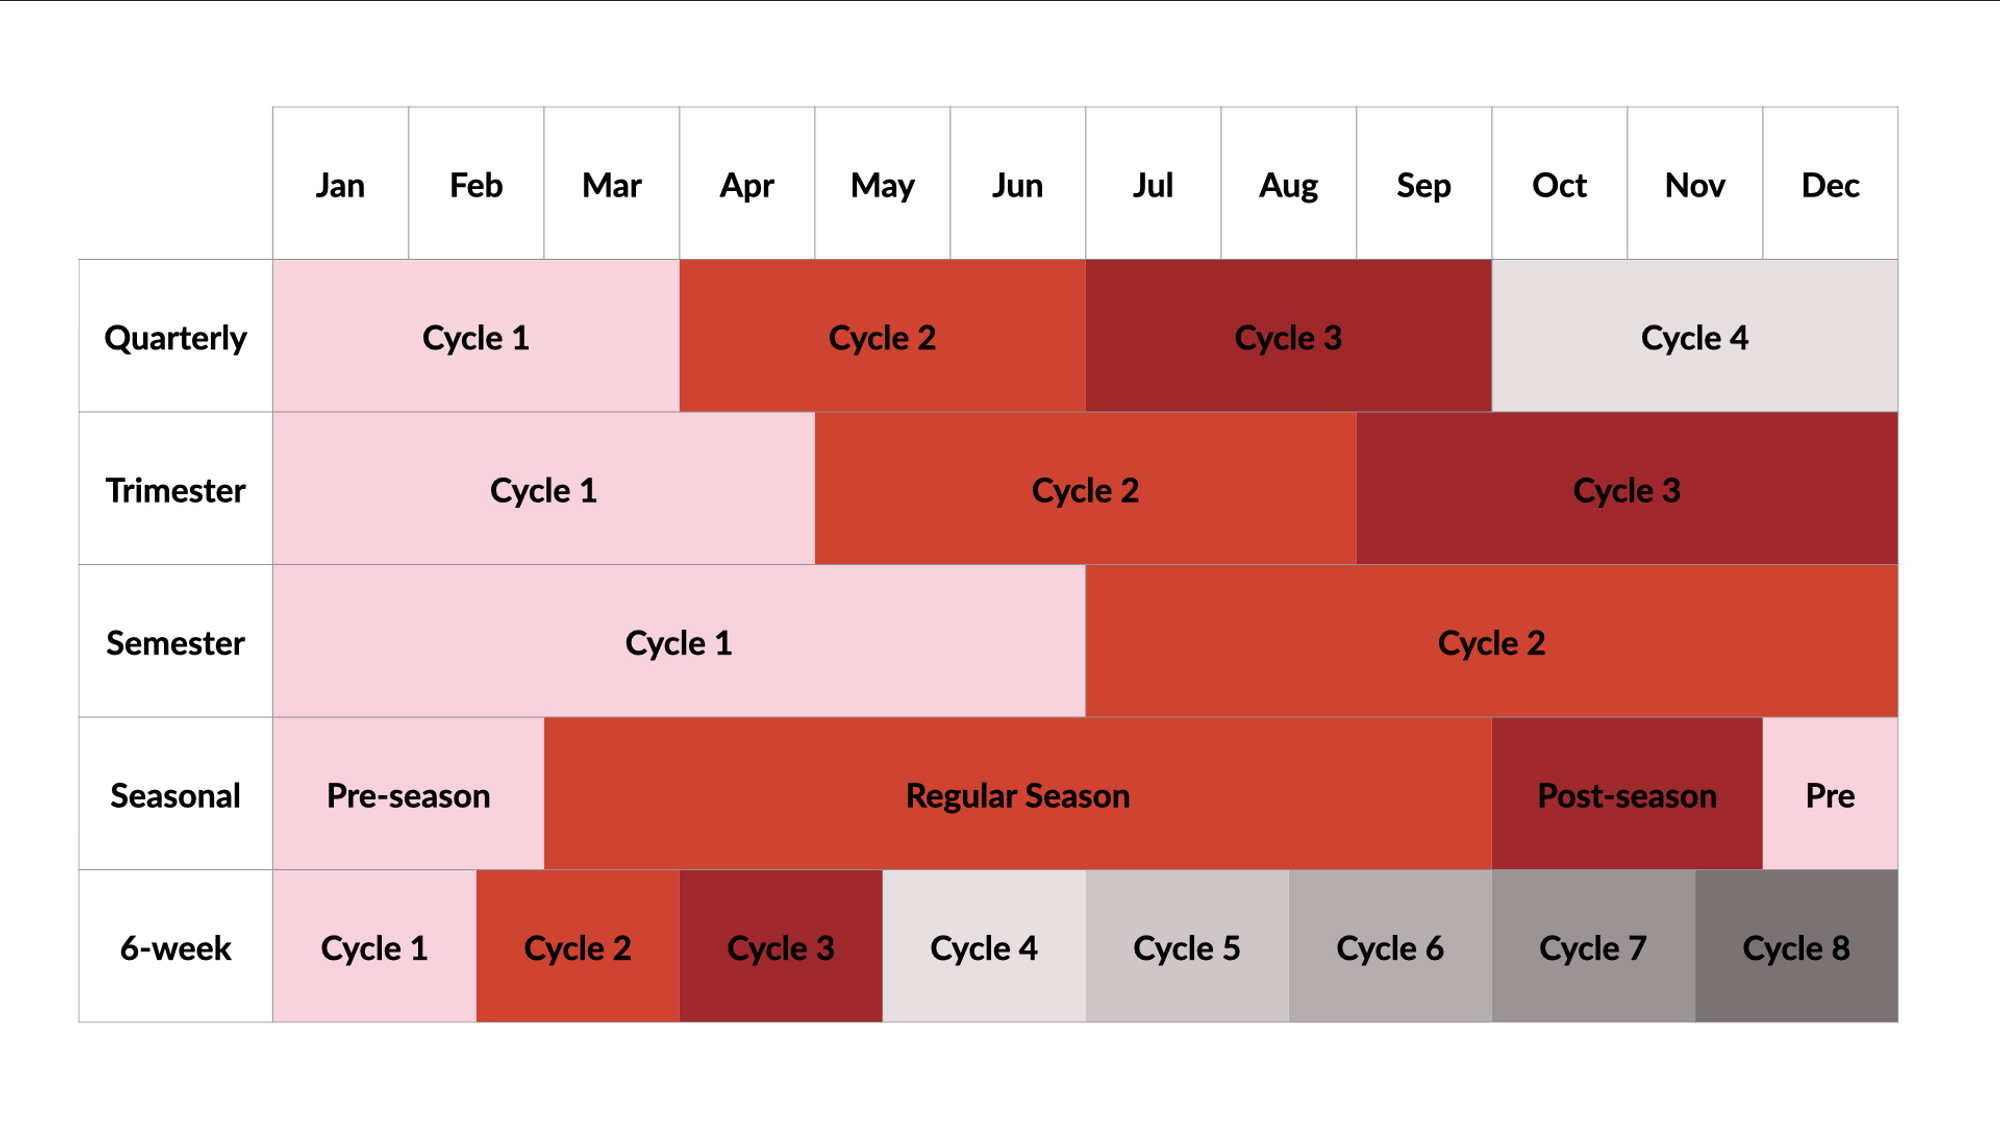 Jan Feb Mar Apr May Jun Jul Aug Sep Oct Nov Dec
Quarterly Cycle 1 Cycle 2 Cycle 3 Cycle 4
Trimester Cycle 1 Cycle 2 Cycle 3
Semester Cycle 1 Cycle 2
Seasonal Pre-season Regular Season Post-season Pre
6-week Cycle 1 Cycle 2 Cycle 3 Cycle 4 Cycle 5 Cycle 6 Cycle 7 Cycle 8